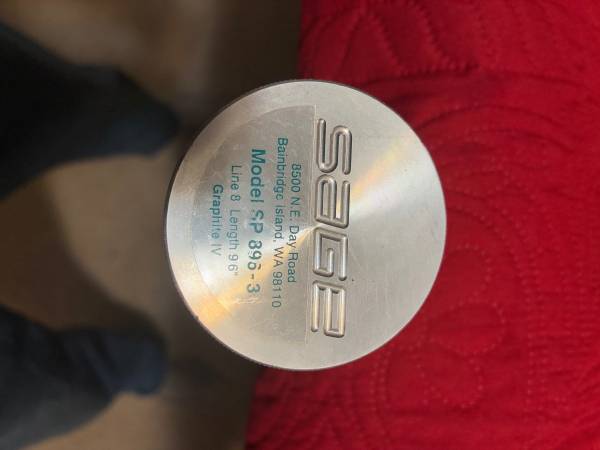 SAGE
8500 N.E. Day Road
Bainbridge Island, WA 98110
Model SP 896-3
Line 8 Length 9'6"
Graphite IV